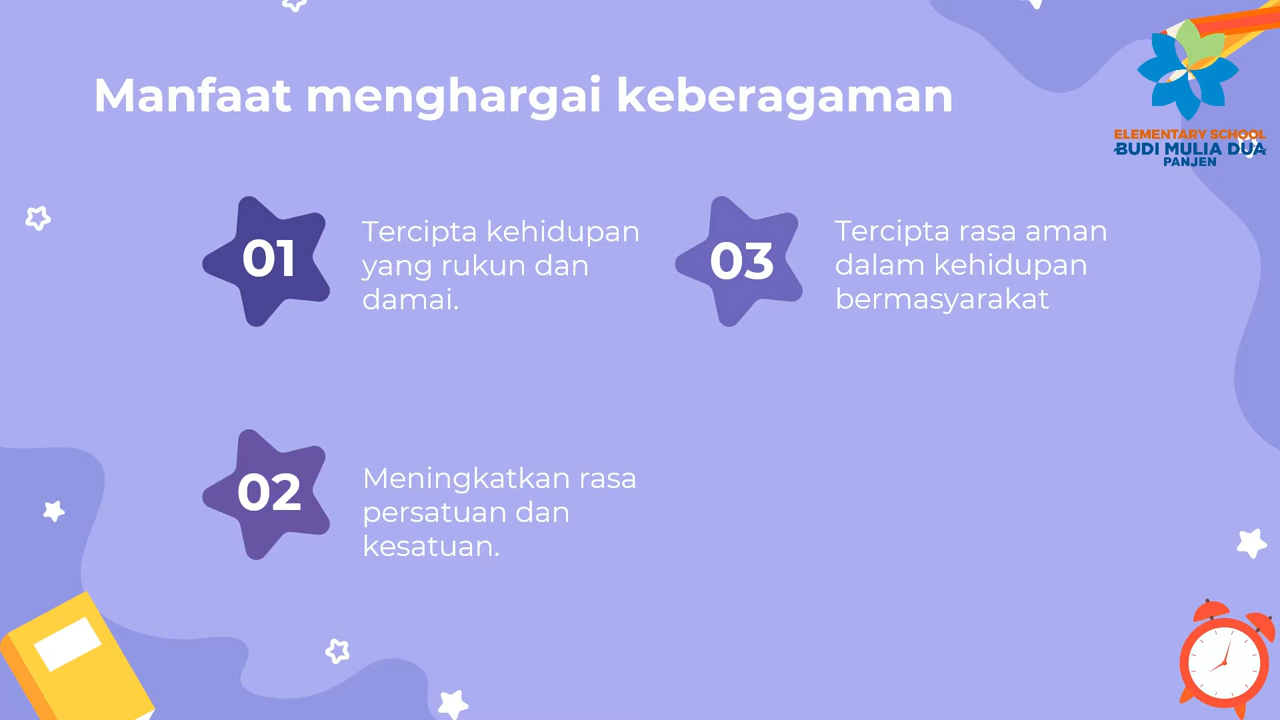 Manfaat menghargai keberagaman
ELEMENTARY SCHOOL
BUDI MULIA DUA
PANJEN
01
Tercipta kehidupan
yang rukun dan
damai.
02
Meningkatkan rasa
persatuan dan
kesatuan.
03
Tercipta rasa aman
dalam kehidupan
bermasyarakat